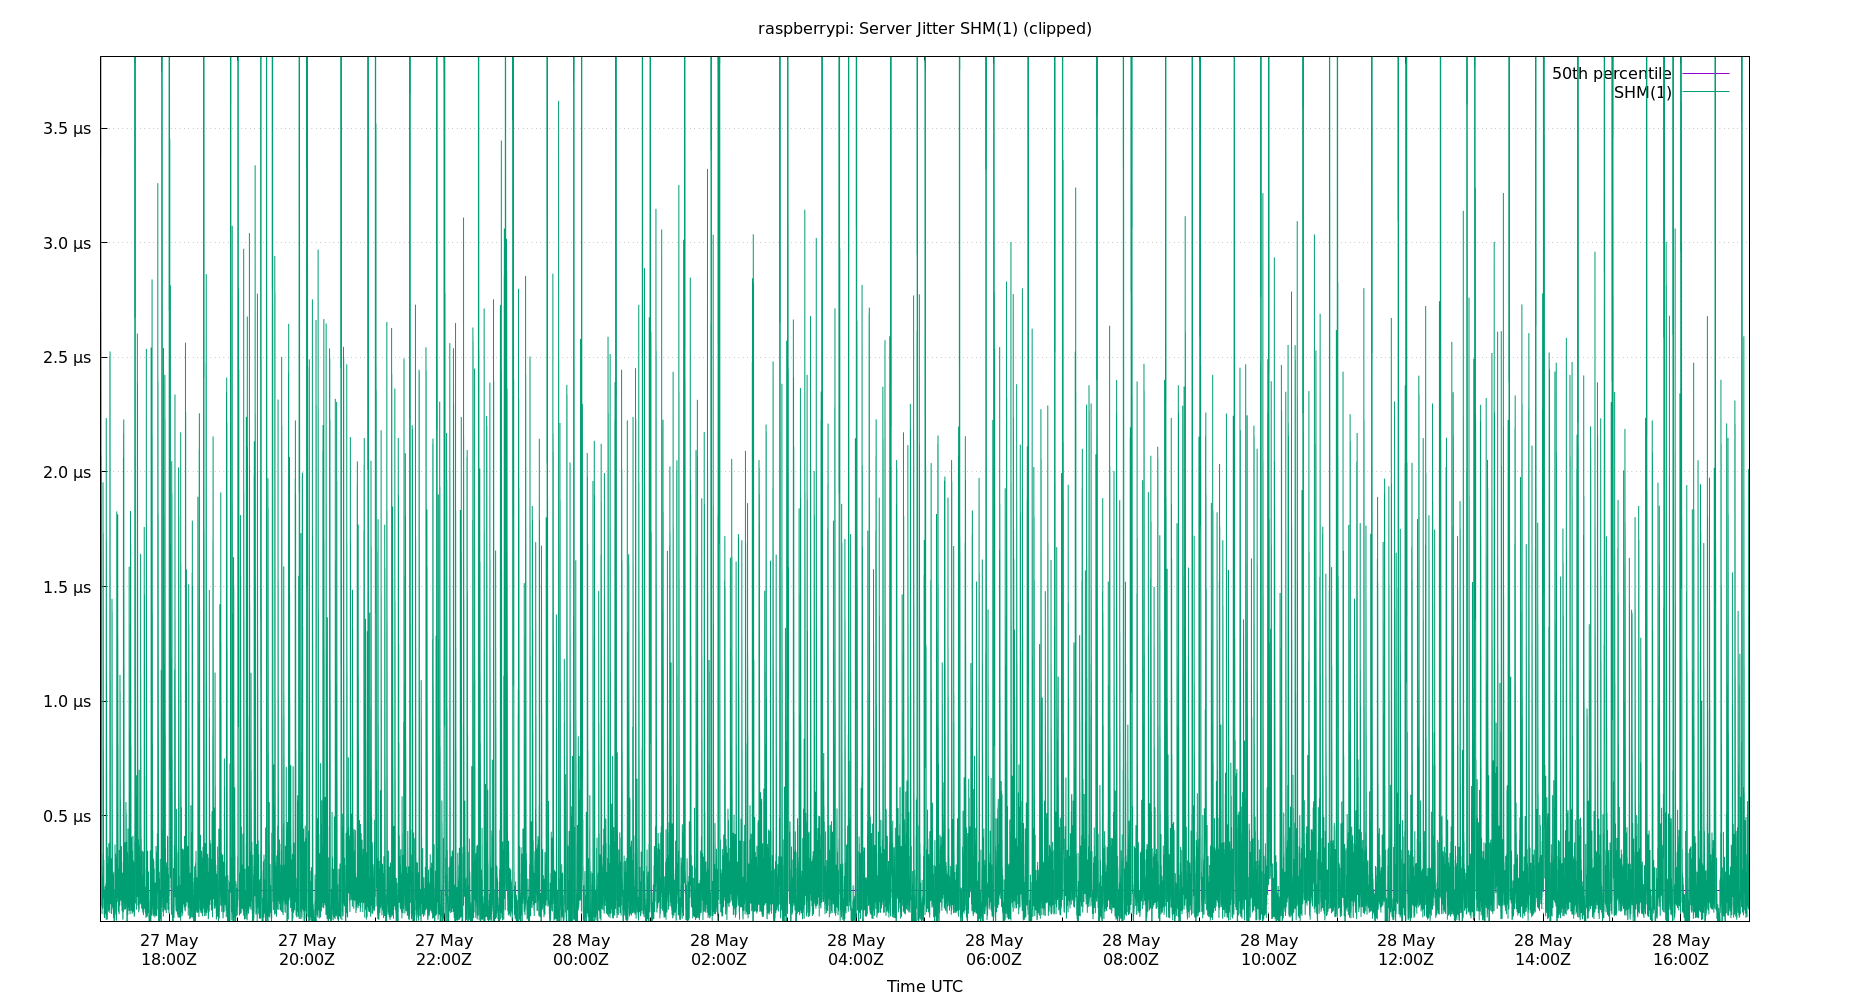 raspberrypi: Server Jitter SHM(1) (clipped)
50th percentile
SHM(1)
3.5 µs
3.0 µs
2.5 µs
2.0 µs
1.5 µs
1.0 µs
0.5 µs
27 May 27 May 27 May 28 May 28 May 28 May 28 May 28 May 28 May 28 May 28 May 28 May
18:00Z 20:00Z 22:00Z 00:00Z 02:00Z 04:00Z 06:00Z 08:00Z 10:00Z 12:00Z 14:00Z 16:00Z
Time UTC